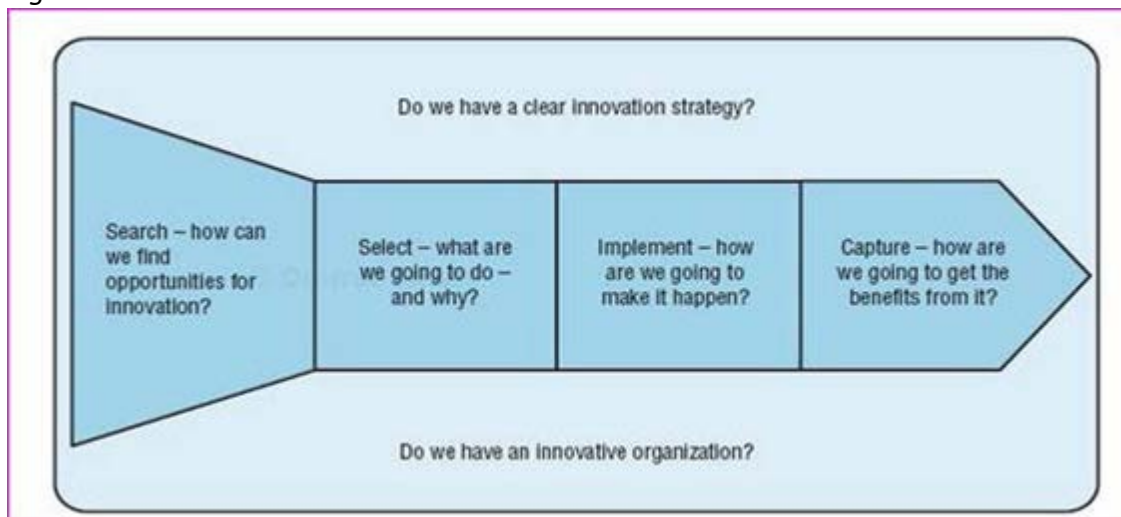 Do we have a clear innovation strategy?
Search – how can
we find
opportunities for
innovation?
Select – what are
we going to do –
and why?
Implement – how
are we going to
make it happen?
Capture – how are
we going to get the
benefits from it?
Do we have an innovative organization?